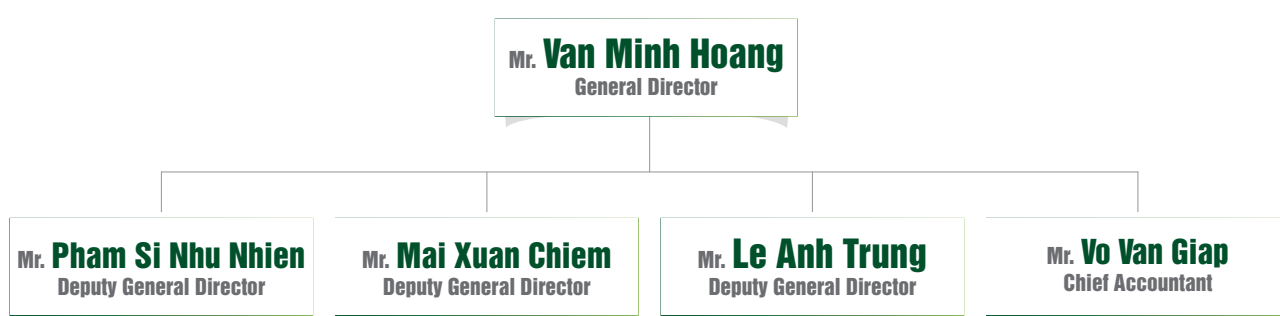 Mr. Van Minh Hoang
General Director
Mr. Pham Si Nhu Nhien
Deputy General Director
Mr. Mai Xuan Chiem
Deputy General Director
Mr. Le Anh Trung
Deputy General Director
Mr. Vo Van Giap
Chief Accountant